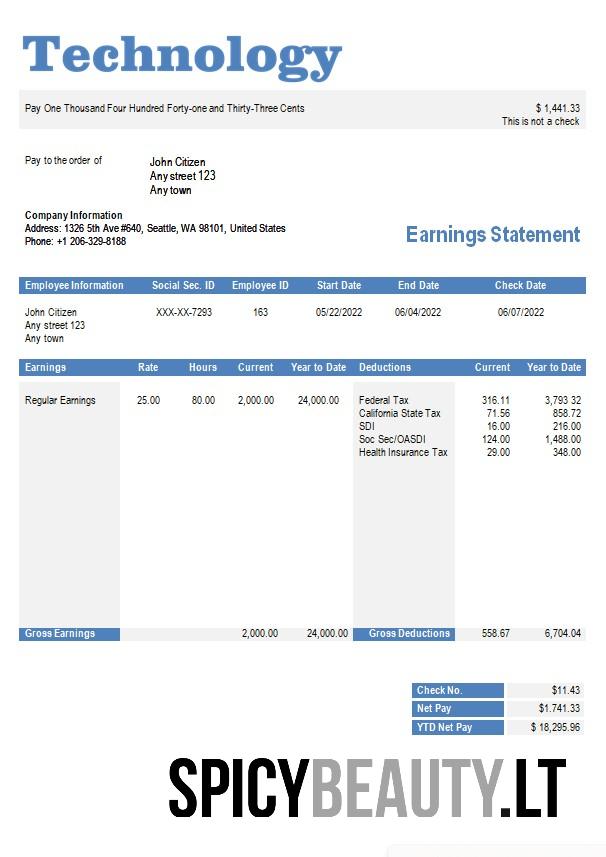 Technology
Pay One Thousand Four Hundred Forty-one and Thirty-Three Cents $ 1,441.33
This is not a check
Pay to the order of John Citizen
Any street 123
Any town
Company Information
Address: 1326 5th Ave #640, Seattle, WA 98101, United States
Phone: +1 206-329-8188
Earnings Statement
Employee Information Social Sec. ID Employee ID Start Date End Date Check Date
John Citizen XXX-XX-7293 163 05/22/2022 06/04/2022 06/07/2022
Any street 123
Any town
Earnings Rate Hours Current Year to Date Deductions Current Year to Date
Regular Earnings 25.00 80.00 2,000.00 24,000.00 Federal Tax 316.11 3,793 32
California State Tax 71.56 858.72
SDI 16.00 216.00
Soc Sec/OASDI 124.00 1,488.00
Health Insurance Tax 29.00 348.00
Gross Earnings 2,000.00 24,000.00 Gross Deductions 558.67 6,704.04
Check No. $11.43
Net Pay $1.741.33
YTD Net Pay $ 18,295.96
SPICYBEAUTY.LT